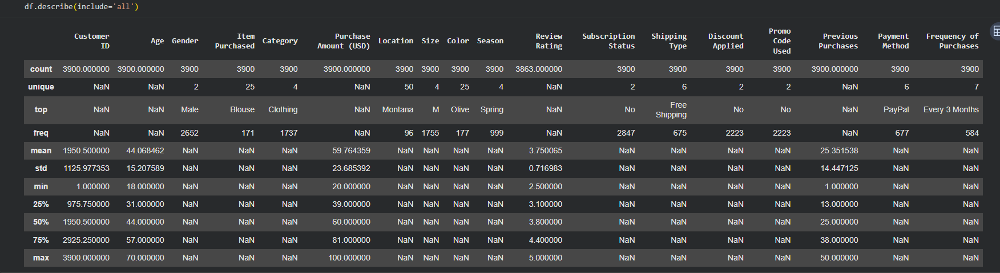 df.describe(include='all')
Customer ID Age Gender Item Purchased Category Purchase Amount (USD) Location Size Color Season Review Rating Subscription Status Shipping Type Discount Applied Promo Code Used Previous Purchases Payment Method Frequency of Purchases
count 3900.000000 3900.000000 3900 3900 3900 3900.000000 3900 3900 3900 3900 3863.000000 3900 3900 3900 3900 3900.000000 3900 3900
unique NaN NaN 2 25 4 NaN 50 4 25 4 NaN 2 6 2 2 NaN 6 7
top NaN NaN Male Blouse Clothing NaN Montana M Olive Spring NaN No Free Shipping No No NaN PayPal Every 3 Months
freq NaN NaN 2652 171 1737 NaN 96 1755 177 999 NaN 2847 675 2223 2223 NaN 677 584
mean 1950.500000 44.068462 NaN NaN NaN 59.764359 NaN NaN NaN NaN 3.750065 NaN NaN NaN NaN 25.351538 NaN NaN
std 1125.977353 15.207589 NaN NaN NaN 23.685392 NaN NaN NaN NaN 0.716983 NaN NaN NaN NaN 14.447125 NaN NaN
min 1.000000 18.000000 NaN NaN NaN 20.000000 NaN NaN NaN NaN 2.500000 NaN NaN NaN NaN 1.000000 NaN NaN
25% 975.750000 31.000000 NaN NaN NaN 39.000000 NaN NaN NaN NaN 3.100000 NaN NaN NaN NaN 13.000000 NaN NaN
50% 1950.500000 44.000000 NaN NaN NaN 60.000000 NaN NaN NaN NaN 3.800000 NaN NaN NaN NaN 25.000000 NaN NaN
75% 2925.250000 57.000000 NaN NaN NaN 81.000000 NaN NaN NaN NaN 4.400000 NaN NaN NaN NaN 38.000000 NaN NaN
max 3900.000000 70.000000 NaN NaN NaN 100.000000 NaN NaN NaN NaN 5.000000 NaN NaN NaN NaN 50.000000 NaN NaN